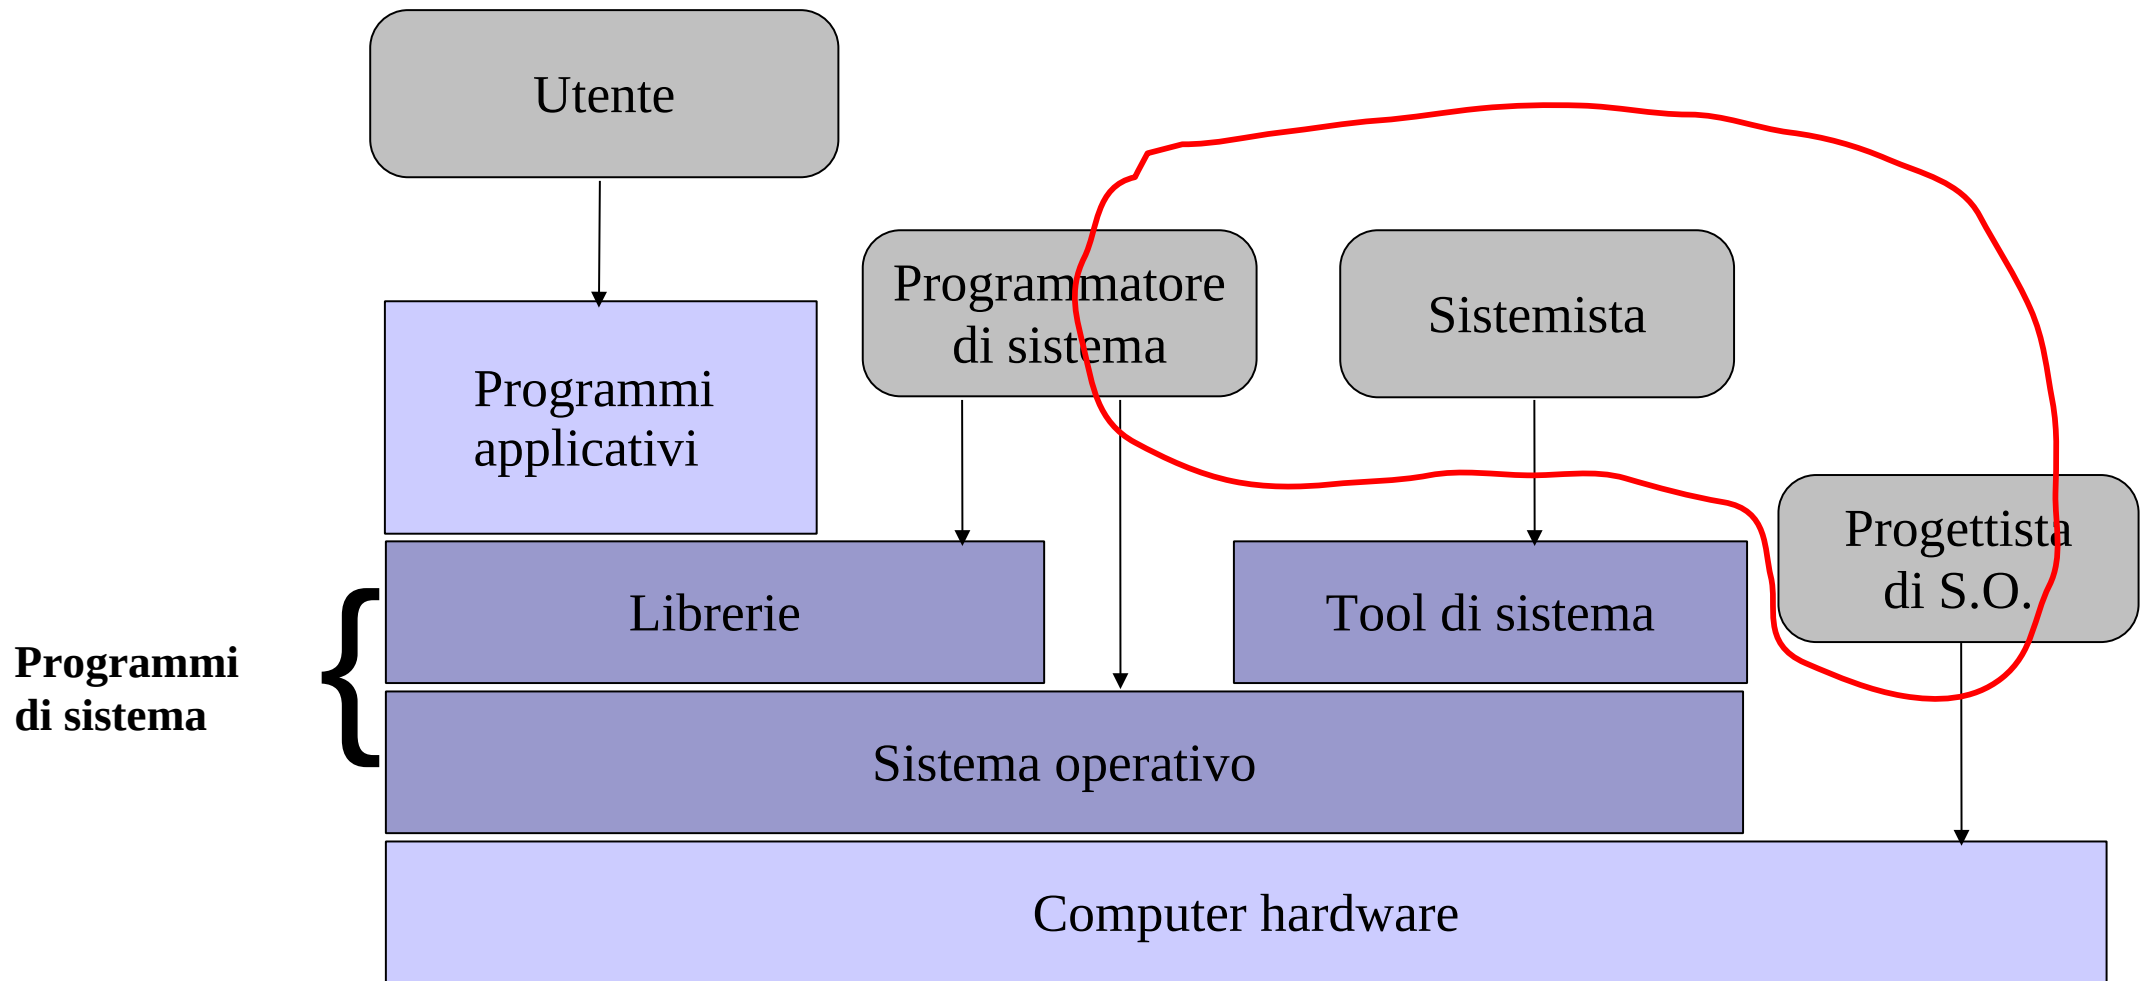 Utente
Programmatore
di sistema
Sistemista
Programmi
applicativi
Progettista
di S.O.
Librerie
Tool di sistema
Programmi
di sistema
{
Sistema operativo
Computer hardware